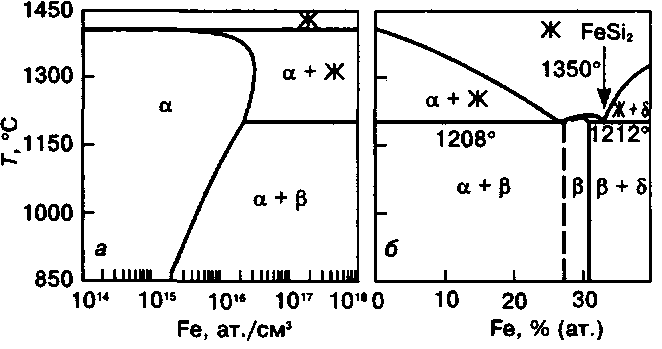 1450
1300
1150
1000
850
T, °C
Ж
α + Ж
α
α + β
а
10¹⁴ 10¹⁵ 10¹⁶ 10¹⁷ 10¹⁸
Fe, ат./см³
Ж FeSi₂
1350°
α + Ж
Ж + δ
1208° 1212°
α + β β β + δ
б
0 10 20 30
Fe, % (ат.)